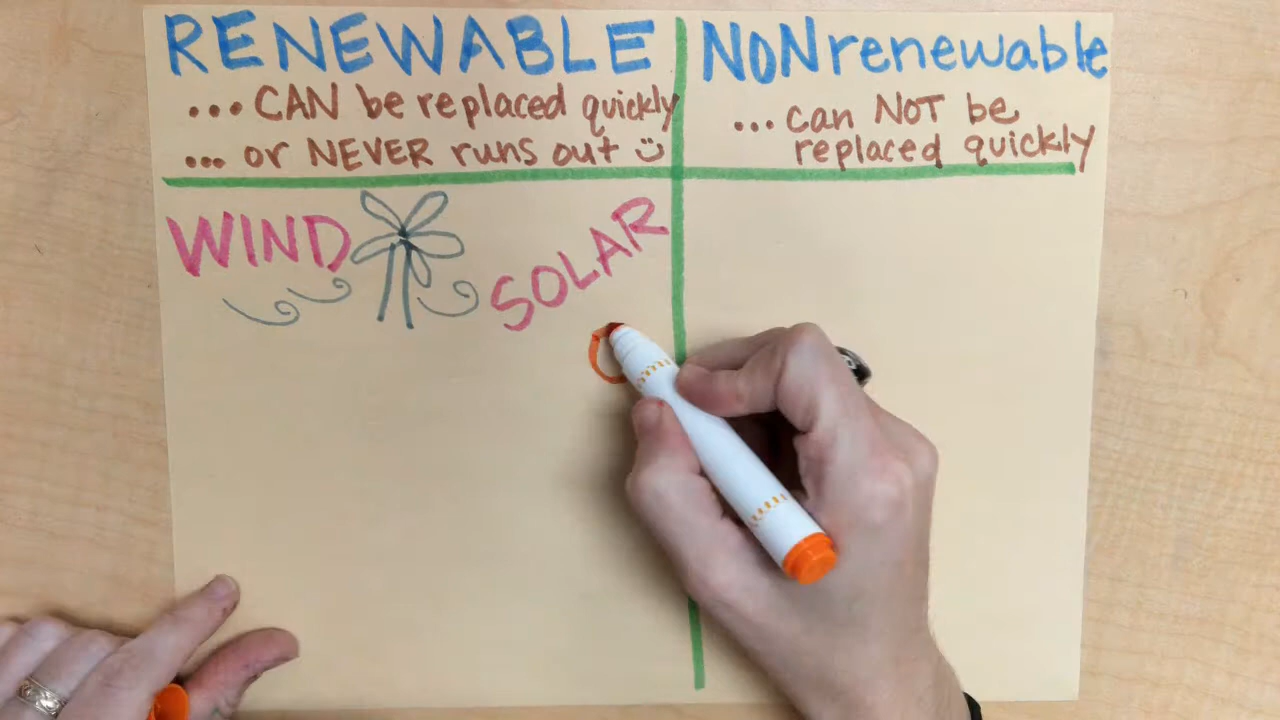 RENEWABLE
... CAN be replaced quickly
... or NEVER runs out
NONrenewable
... can NOT be
replaced quickly
WIND
SOLAR